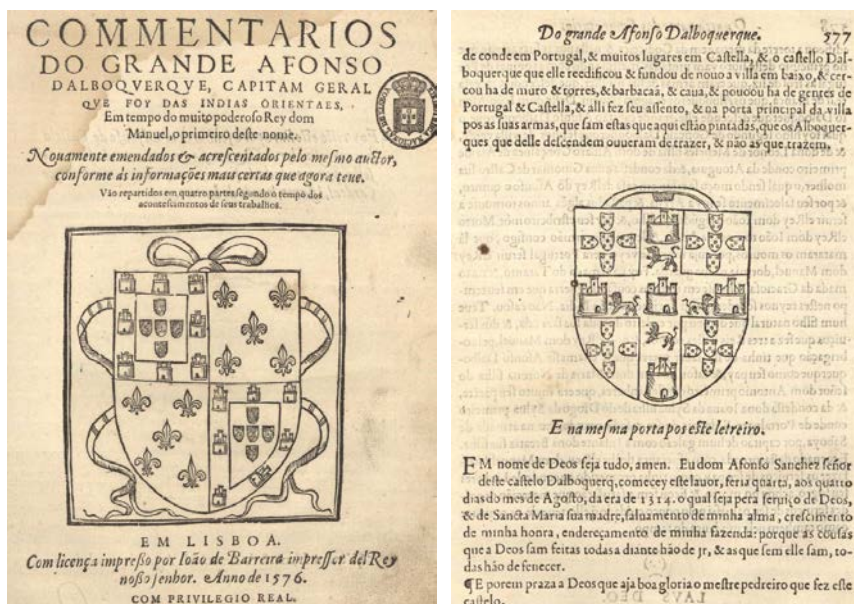 COMMENTARIOS
DO GRANDE AFONSO
DALBOQVERQVE, CAPITAM GERAL
QVE FOY DAS INDIAS ORIENTAES,
Em tempo do muito poderoso Rey dom
Manuel, o primeiro deste nome.
Nouamente emendados & acrescentados pelo mesmo auctor,
conforme ás informações mais certas que agora teue.
Vão repartidos em quatro partes segundo o tempo dos
acontescimentos de seus trabalhos.
EM LISBOA.
Com licença impreßo por Ioão de Barreira impressor del Rey
noßo senhor. Anno de 1576.
COM PRIVILEGIO REAL.
Do grande Afonso Dalboquerque. 577
de conde em Portugal, & muitos lugares em Castella, & o castello Dal-
boquerque que elle reedificou & fundou de nouo a villa em baixo, & cer-
cou ha de muro & torres, & barbacaã, & caua, & pouoou ha de gentes de
Portugal & Castella, & alli fez seu assento, & na porta principal da villa
pos as suas armas, que sam estas que aqui estão pintadas, que os Alboquer-
ques que delle descendem ouueram de trazer, & não as que trazem.
E na mesma porta pos este letreiro.
EM nome de Deos seja tudo, amen. Eu dom Afonso Sanchez señor
deste castelo Dalboquerq, comecey este lauor, feria quarta, aos quatro
dias do mes de Agosto, da era de 1314. o qual seja pera seruiço de Deos,
& de Sancta Maria sua madre, saluamento de minha alma, crescimento
de minha honra, endereçamento de minha fazenda: porque as cousas
que a Deos sam feitas todas a diante hão de jr, & as que sem elle sam, to-
das hão de fenecer.
¶ E porem praza a Deos que aja boa gloria o mestre pedreiro que fez este
castelo.